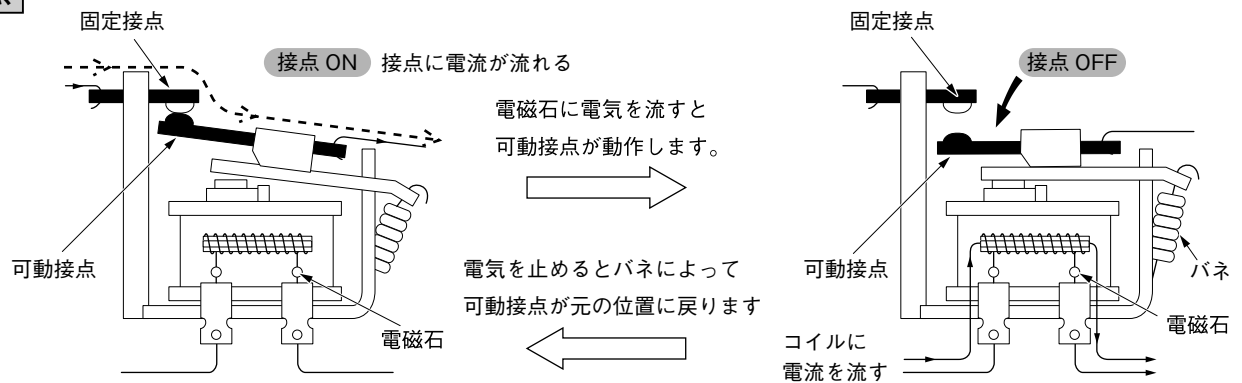 固定接点
接点 ON 接点に電流が流れる
電磁石に電気を流すと
可動接点が動作します。
可動接点
電気を止めるとバネによって
可動接点が元の位置に戻ります
電磁石
固定接点
接点 OFF
可動接点
バネ
電磁石
コイルに
電流を流す